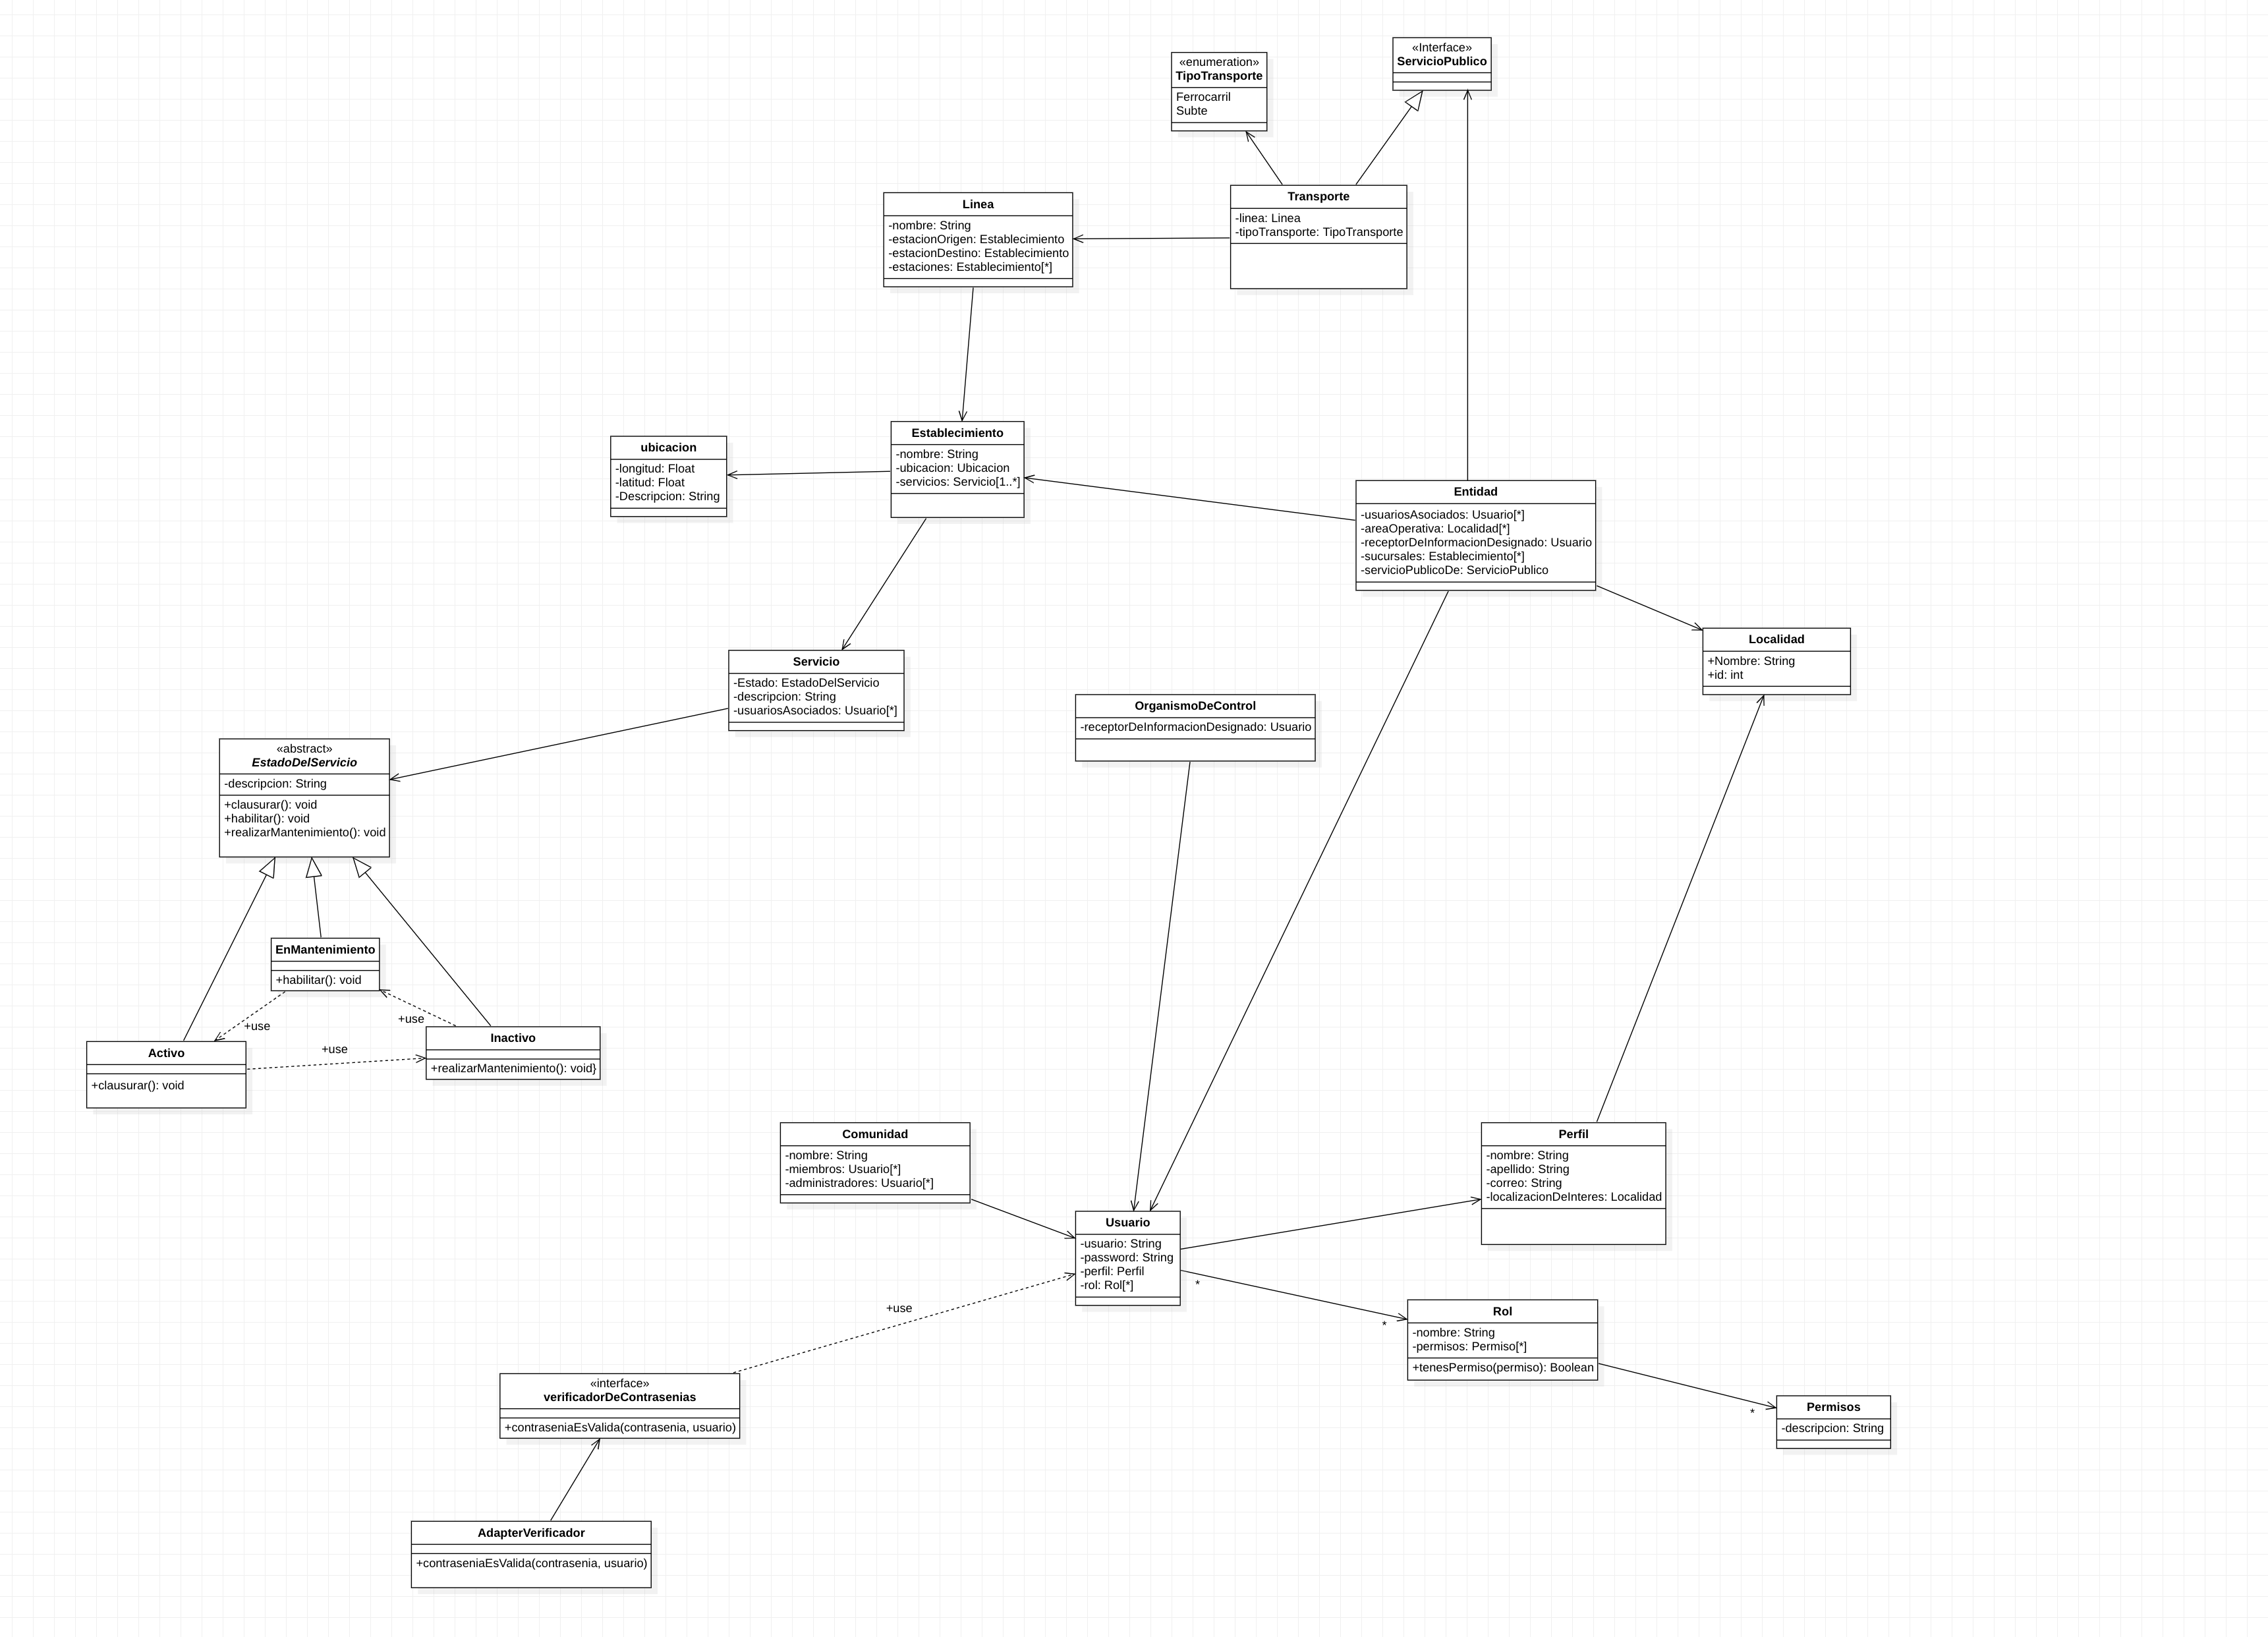 «Interface»
ServicioPublico
«enumeration»
TipoTransporte
Ferrocarril
Subte
Transporte
-linea: Linea
-tipoTransporte: TipoTransporte
Linea
-nombre: String
-estacionOrigen: Establecimiento
-estacionDestino: Establecimiento
-estaciones: Establecimiento[*]
Establecimiento
-nombre: String
-ubicacion: Ubicacion
-servicios: Servicio[1..*]
ubicacion
-longitud: Float
-latitud: Float
-Descripcion: String
Entidad
-usuariosAsociados: Usuario[*]
-areaOperativa: Localidad[*]
-receptorDeInformacionDesignado: Usuario
-sucursales: Establecimiento[*]
-servicioPublicoDe: ServicioPublico
Localidad
+Nombre: String
+id: int
Servicio
-Estado: EstadoDelServicio
-descripcion: String
-usuariosAsociados: Usuario[*]
OrganismoDeControl
-receptorDeInformacionDesignado: Usuario
«abstract»
EstadoDelServicio
-descripcion: String
+clausurar(): void
+habilitar(): void
+realizarMantenimiento(): void
EnMantenimiento
+habilitar(): void
+use
+use
+use
Inactivo
+realizarMantenimiento(): void}
Activo
+clausurar(): void
Comunidad
-nombre: String
-miembros: Usuario[*]
-administradores: Usuario[*]
Perfil
-nombre: String
-apellido: String
-correo: String
-localizacionDeInteres: Localidad
Usuario
-usuario: String
-password: String
-perfil: Perfil
-rol: Rol[*]
*
*
+use
Rol
-nombre: String
-permisos: Permiso[*]
+tenesPermiso(permiso): Boolean
*
Permisos
-descripcion: String
«interface»
verificadorDeContrasenias
+contraseniaEsValida(contrasenia, usuario)
AdapterVerificador
+contraseniaEsValida(contrasenia, usuario)